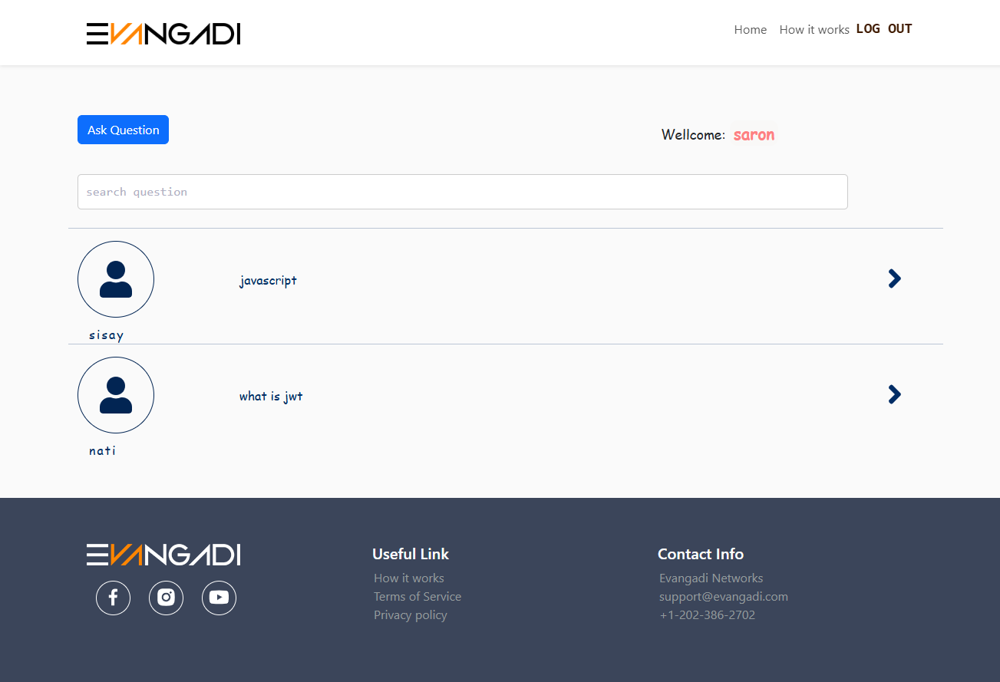 EVANGADI
Home How it works LOG OUT
Ask Question
Wellcome: saron
search question
javascript
sisay
what is jwt
nati
EVANGADI
Useful Link
How it works
Terms of Service
Privacy policy
Contact Info
Evangadi Networks
support@evangadi.com
+1-202-386-2702